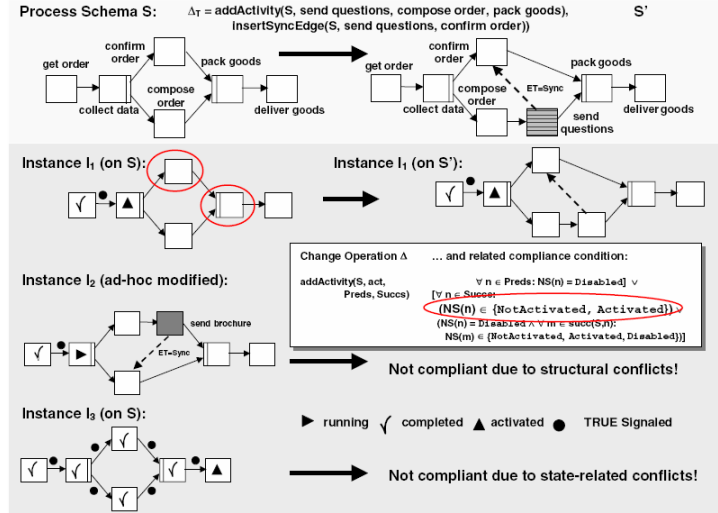 Process Schema S:
ΔT = addActivity(S, send questions, compose order, pack goods),
insertSyncEdge(S, send questions, confirm order))
S'
confirm
order
get order
pack goods
compose
order
collect data
deliver goods
confirm
order
get order
pack goods
compose
order
ET=Sync
collect data
deliver goods
send
questions
Instance I1 (on S):
Instance I1 (on S'):
Change Operation Δ ... and related compliance condition:
addActivity(S, act,
Preds, Succs)
∀ n ∈ Preds: NS(n) = Disabled] ∨
[∀ n ∈ Succs:
(NS(n) ∈ {NotActivated, Activated}) ∨
(NS(n) = Disabled ∧ ∀ m ∈ succ(S,n):
NS(m) ∈ {NotActivated, Activated, Disabled})]
Instance I2 (ad-hoc modified):
send brochure
ET=Sync
Not compliant due to structural conflicts!
Instance I3 (on S):
running completed activated TRUE Signaled
Not compliant due to state-related conflicts!